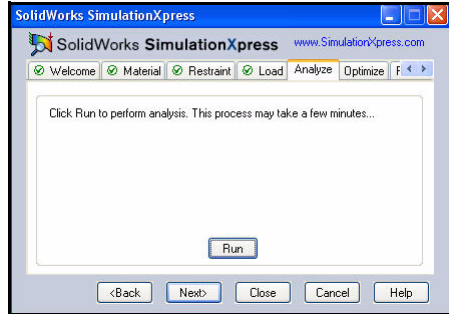 SolidWorks SimulationXpress
SolidWorks SimulationXpress www.SimulationXpress.com
Welcome Material Restraint Load Analyze Optimize
Click Run to perform analysis. This process may take a few minutes...
Run
<Back Next> Close Cancel Help